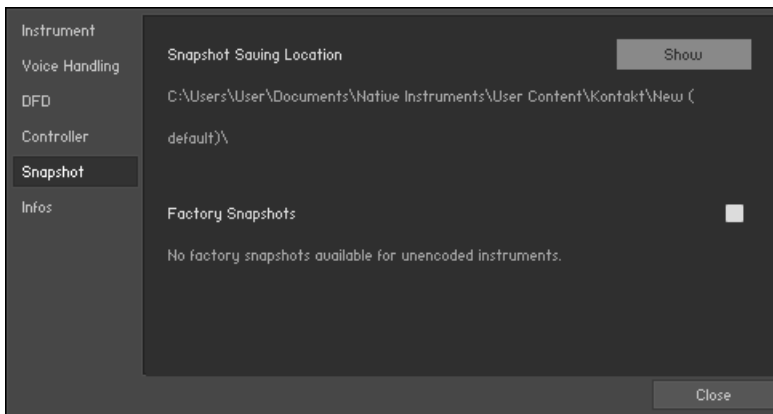 Instrument
Voice Handling
DFD
Controller
Snapshot
Infos
Snapshot Saving Location
Show
C:\Users\User\Documents\Native Instruments\User Content\Kontakt\New (
default)\
Factory Snapshots
No factory snapshots available for unencoded instruments.
Close